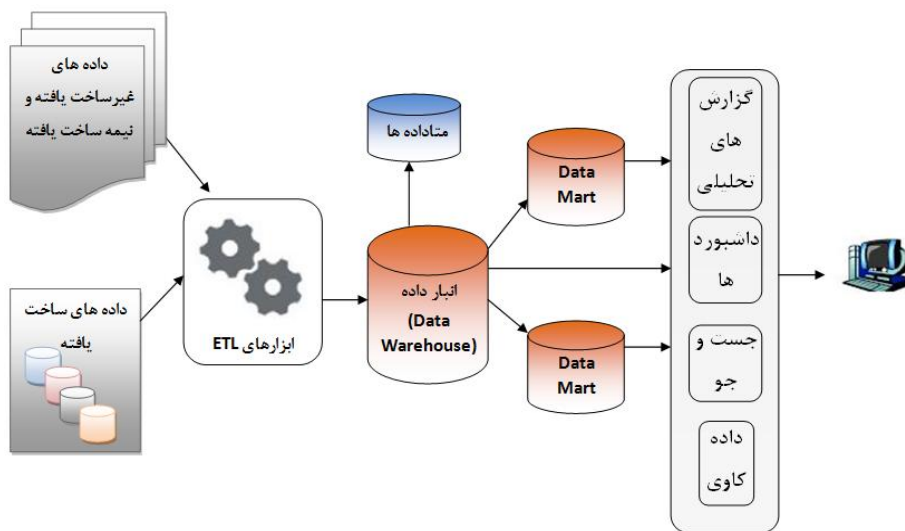 داده های
غیرساخت یافته و
نیمه ساخت یافته
داده های ساخت
یافته
ابزارهای ETL
متاداده ها
انبار داده
(Data
Warehouse)
Data
Mart
Data
Mart
گزارش
های
تحلیلی
داشبورد
ها
جست و
جو
داده
کاوی